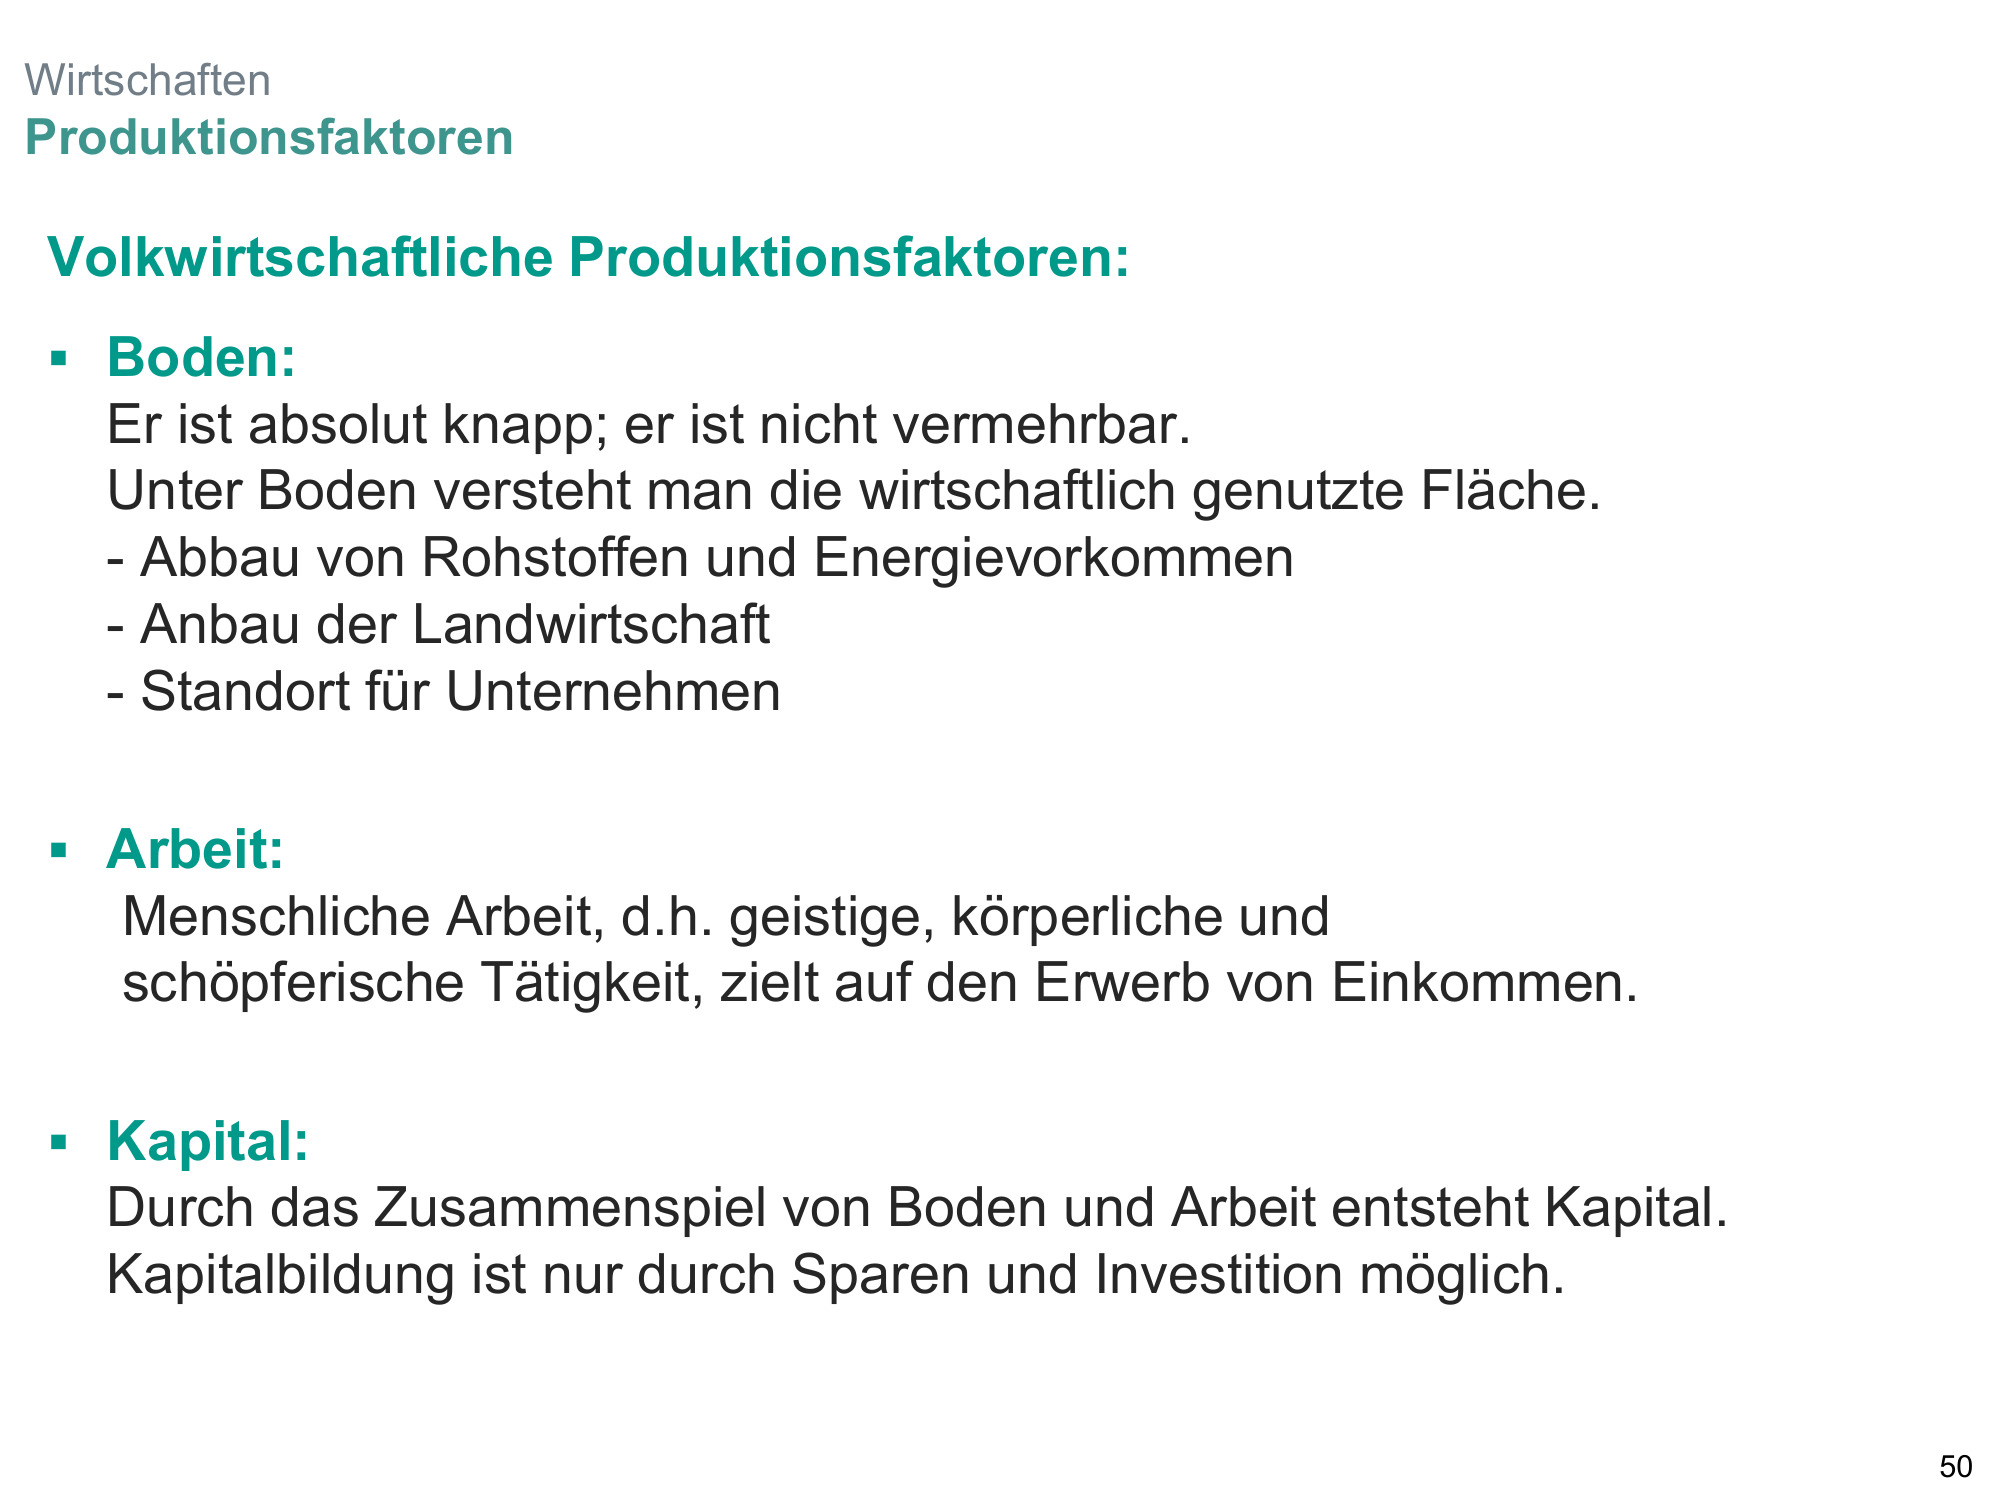 Wirtschaften
Produktionsfaktoren
Volkwirtschaftliche Produktionsfaktoren:
▪ Boden:
Er ist absolut knapp; er ist nicht vermehrbar.
Unter Boden versteht man die wirtschaftlich genutzte Fläche.
- Abbau von Rohstoffen und Energievorkommen
- Anbau der Landwirtschaft
- Standort für Unternehmen
▪ Arbeit:
Menschliche Arbeit, d.h. geistige, körperliche und
schöpferische Tätigkeit, zielt auf den Erwerb von Einkommen.
▪ Kapital:
Durch das Zusammenspiel von Boden und Arbeit entsteht Kapital.
Kapitalbildung ist nur durch Sparen und Investition möglich.
50